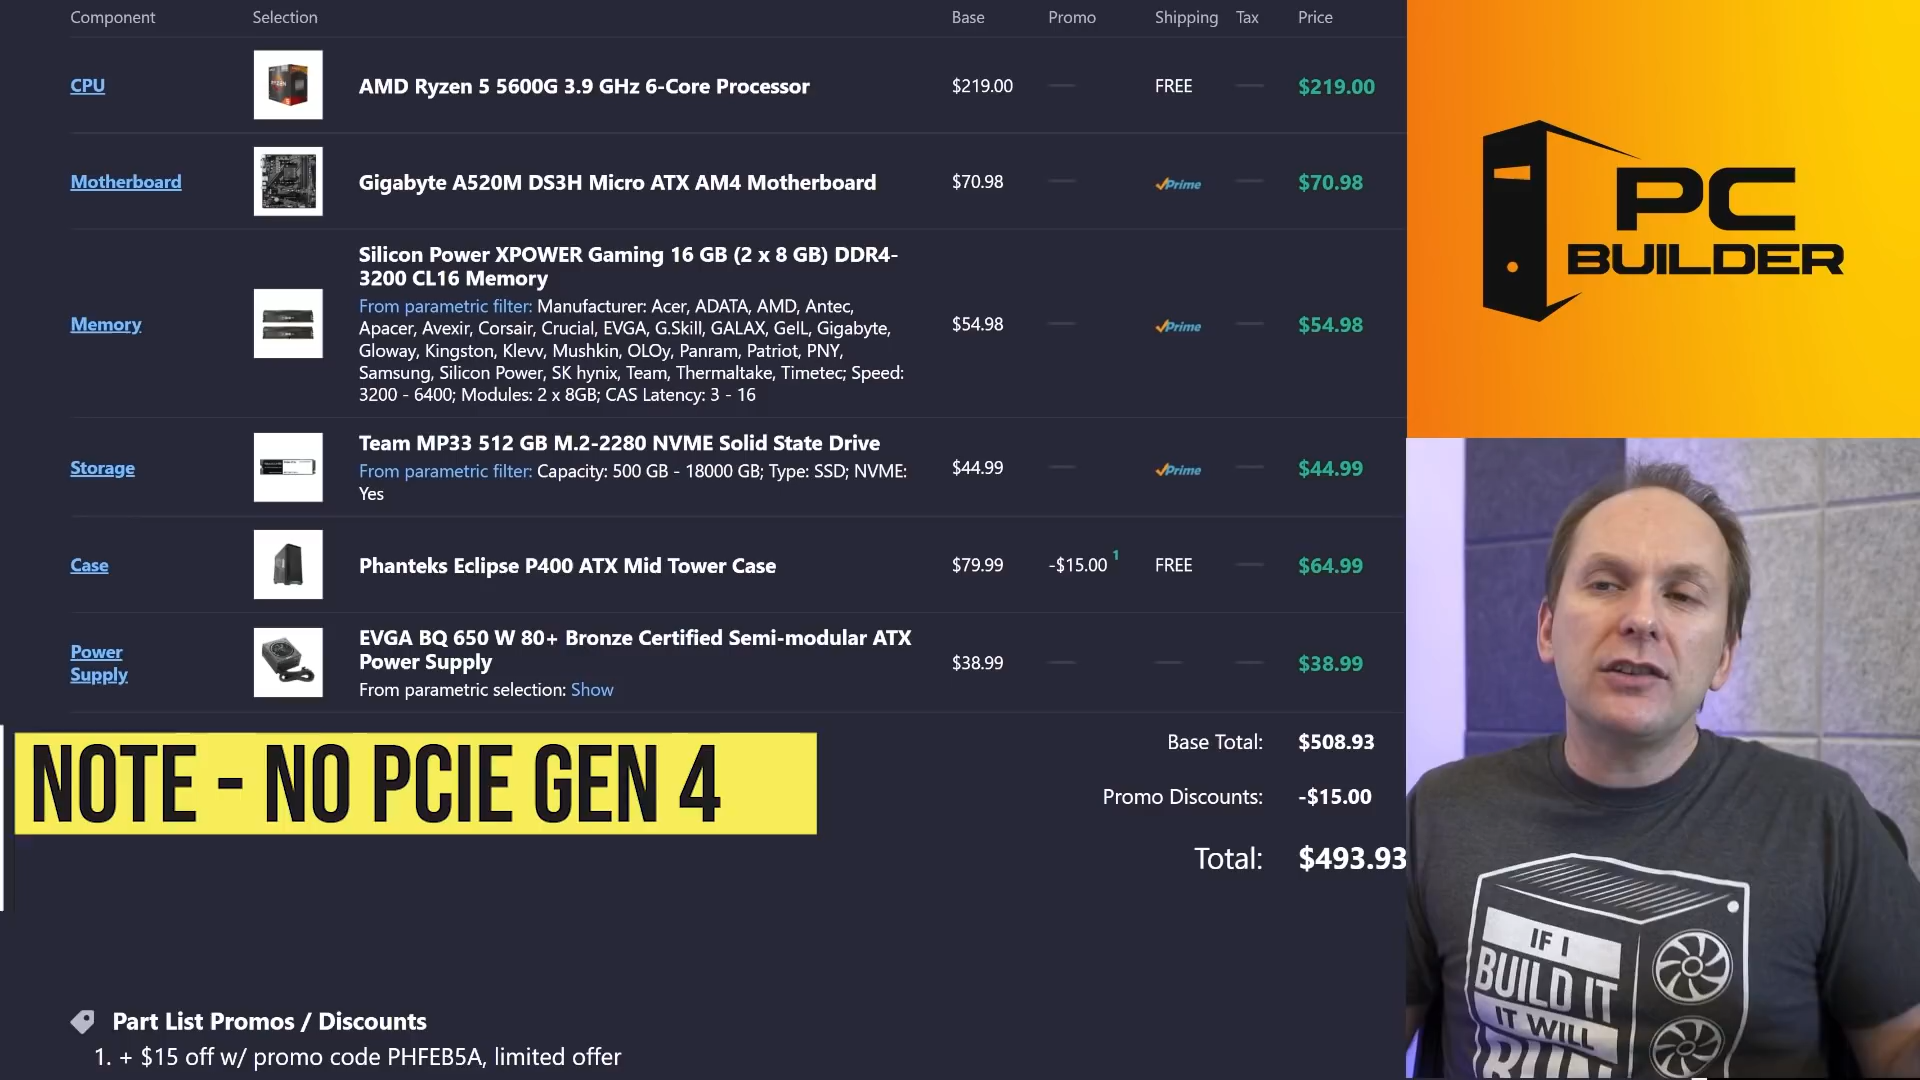 Component Selection Base Promo Shipping Tax Price
CPU AMD Ryzen 5 5600G 3.9 GHz 6-Core Processor $219.00 — FREE — $219.00
Motherboard Gigabyte A520M DS3H Micro ATX AM4 Motherboard $70.98 — Prime — $70.98
Silicon Power XPOWER Gaming 16 GB (2 x 8 GB) DDR4-
3200 CL16 Memory
From parametric filter: Manufacturer: Acer, ADATA, AMD, Antec,
Memory Apacer, Avexir, Corsair, Crucial, EVGA, G.Skill, GALAX, GeIL, Gigabyte, $54.98 — Prime — $54.98
Gloway, Kingston, Klevv, Mushkin, OLOy, Panram, Patriot, PNY,
Samsung, Silicon Power, SK hynix, Team, Thermaltake, Timetec; Speed:
3200 - 6400; Modules: 2 x 8GB; CAS Latency: 3 - 16
Team MP33 512 GB M.2-2280 NVME Solid State Drive
Storage From parametric filter: Capacity: 500 GB - 18000 GB; Type: SSD; NVME: $44.99 — Prime — $44.99
Yes
Case Phanteks Eclipse P400 ATX Mid Tower Case $79.99 -$15.00 1 FREE — $64.99
EVGA BQ 650 W 80+ Bronze Certified Semi-modular ATX
Power
Supply
Power Supply $38.99 — — — $38.99
From parametric selection: Show
Base Total: $508.93
Promo Discounts: -$15.00
Total: $493.93
NOTE - NO PCIE GEN 4
Part List Promos / Discounts
1. + $15 off w/ promo code PHFEB5A, limited offer
PC
BUILDER
IF I
BUILD IT
IT WILL
RUN